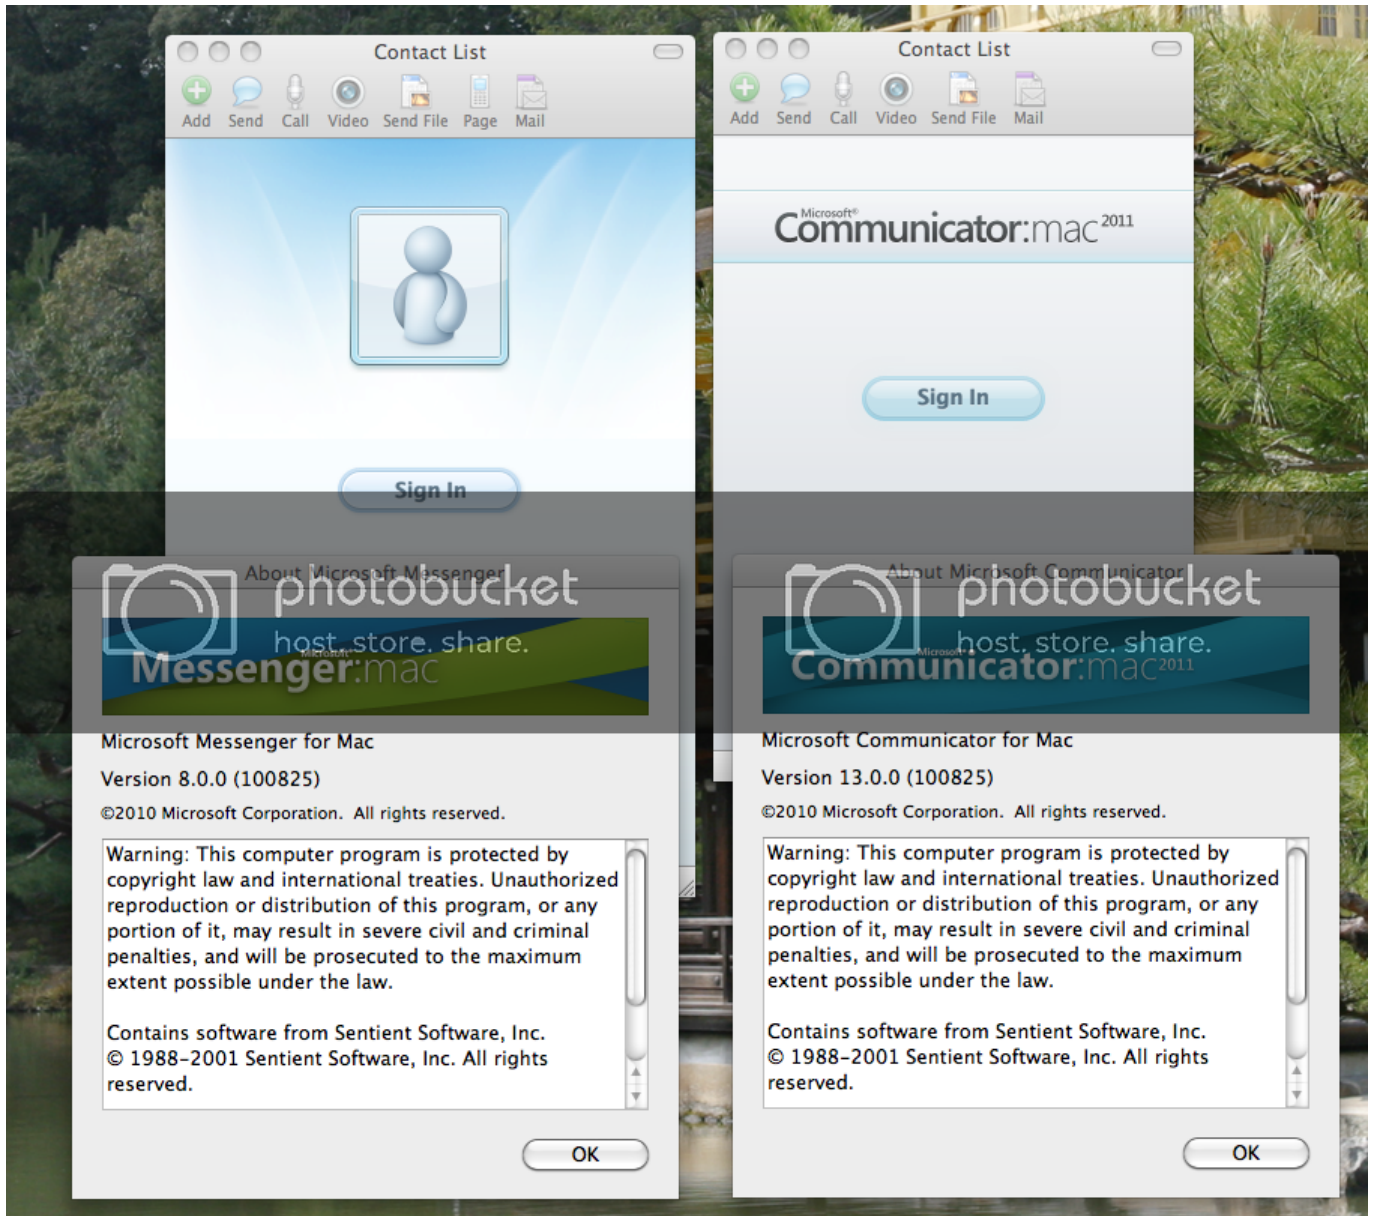 Contact List
Add Send Call Video Send File Page Mail
Sign In
Contact List
Add Send Call Video Send File Mail
Microsoft®
Communicator:mac 2011
Sign In
About Microsoft Messenger
photobucket
host. store. share.
Microsoft®
Messenger:mac
Microsoft Messenger for Mac
Version 8.0.0 (100825)
©2010 Microsoft Corporation. All rights reserved.
Warning: This computer program is protected by
copyright law and international treaties. Unauthorized
reproduction or distribution of this program, or any
portion of it, may result in severe civil and criminal
penalties, and will be prosecuted to the maximum
extent possible under the law.
Contains software from Sentient Software, Inc.
© 1988-2001 Sentient Software, Inc. All rights
reserved.
OK
About Microsoft Communicator
photobucket
host. store. share.
Microsoft®
Communicator:mac 2011
Microsoft Communicator for Mac
Version 13.0.0 (100825)
©2010 Microsoft Corporation. All rights reserved.
Warning: This computer program is protected by
copyright law and international treaties. Unauthorized
reproduction or distribution of this program, or any
portion of it, may result in severe civil and criminal
penalties, and will be prosecuted to the maximum
extent possible under the law.
Contains software from Sentient Software, Inc.
© 1988-2001 Sentient Software, Inc. All rights
reserved.
OK